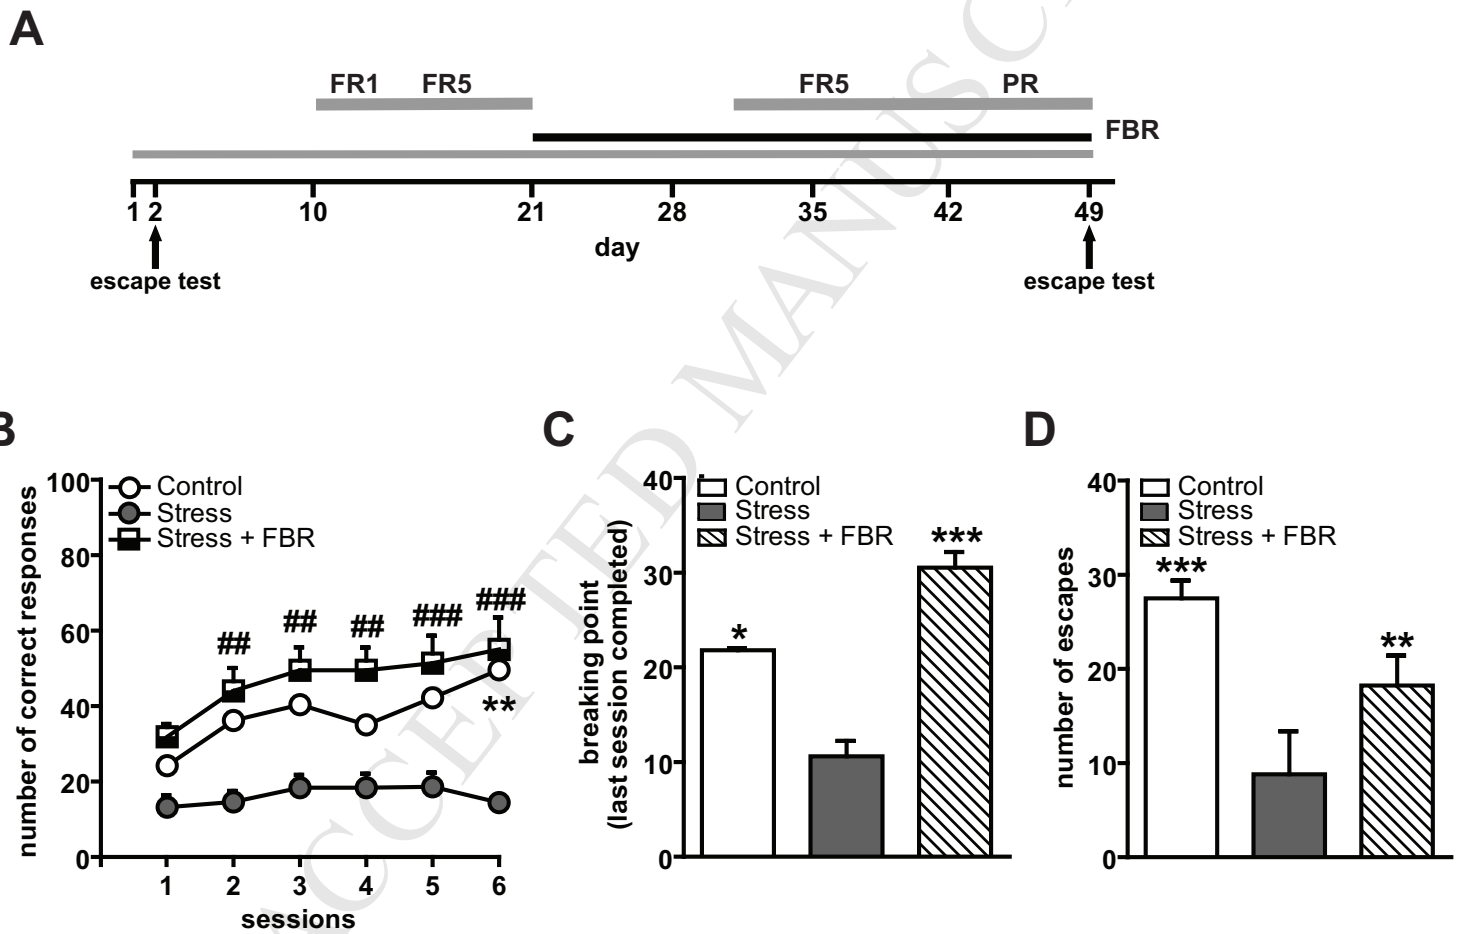 A
FR1 FR5 FR5 PR
FBR
1 2 10 21 28 35 42 49
day
escape test escape test
ACCEPTED MANUSC
B
number of correct responses
100
80
60
40
20
0
Control
Stress
Stress + FBR
## ## ## ### ###
**
1 2 3 4 5 6
sessions
C
breaking point
(last session completed)
40
30
20
10
0
Control
Stress
Stress + FBR
* ***
D
number of escapes
40
30
20
10
0
Control
Stress
Stress + FBR
*** **